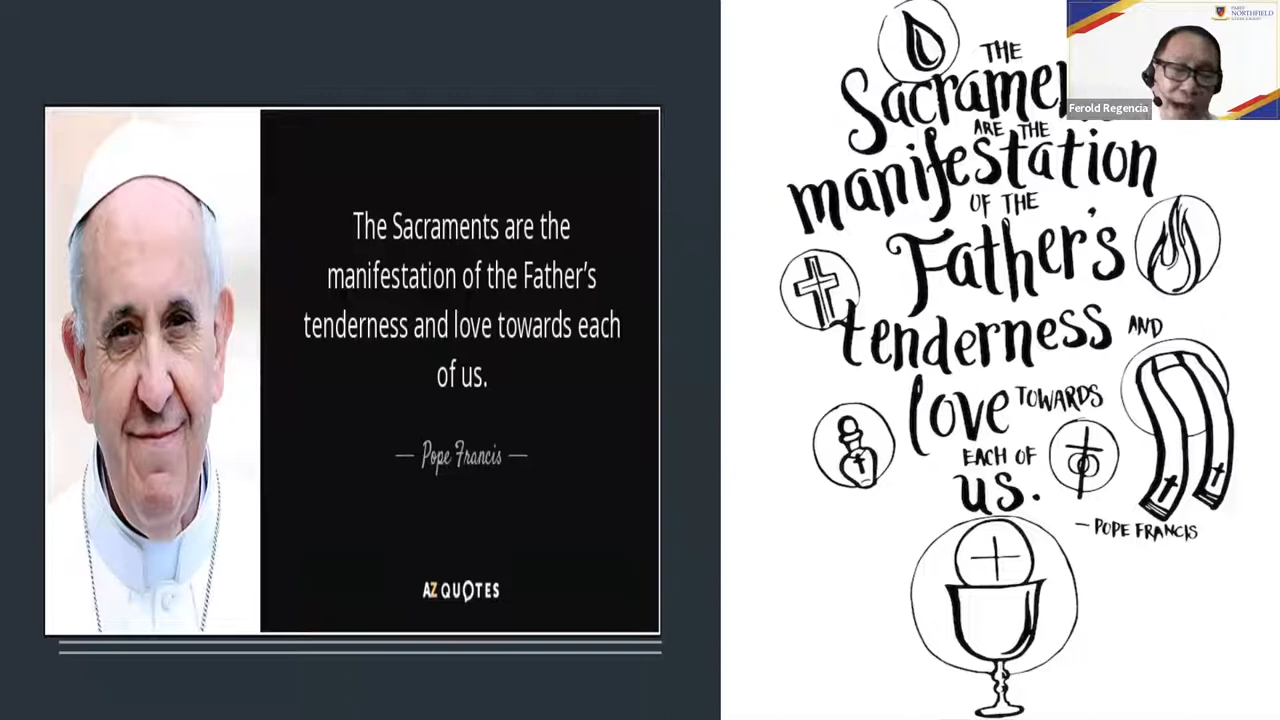 The Sacraments are the
manifestation of the Father's
tenderness and love towards each
of us.
— Pope Francis —
AZ QUOTES
THE
ARE THE
manifestation
OF THE
Father's
tenderness AND
love TOWARDS
EACH OF
us.
— POPE FRANCIS
NORTHFIELD
Ferold Regencia